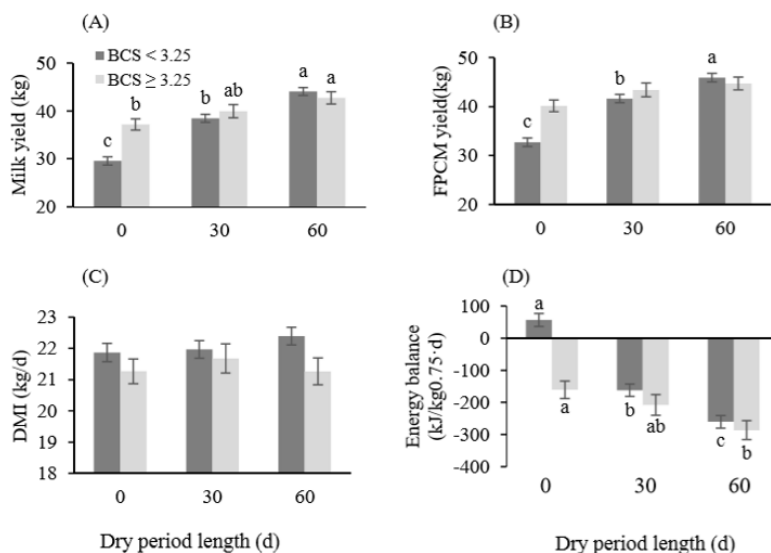 (A)
Milk yield (kg)
50
40
30
20
BCS < 3.25
BCS ≥ 3.25
c
b
b
ab
a
a
0
30
60
(B)
FPCM yield(kg)
50
40
30
20
c
b
a
0
30
60
(C)
DMI (kg/d)
23
22
21
20
19
18
0
30
60
Dry period length (d)
(D)
Energy balance
(kJ/kg0.75·d)
100
0
-100
-200
-300
-400
a
a
b
ab
c
b
0
30
60
Dry period length (d)